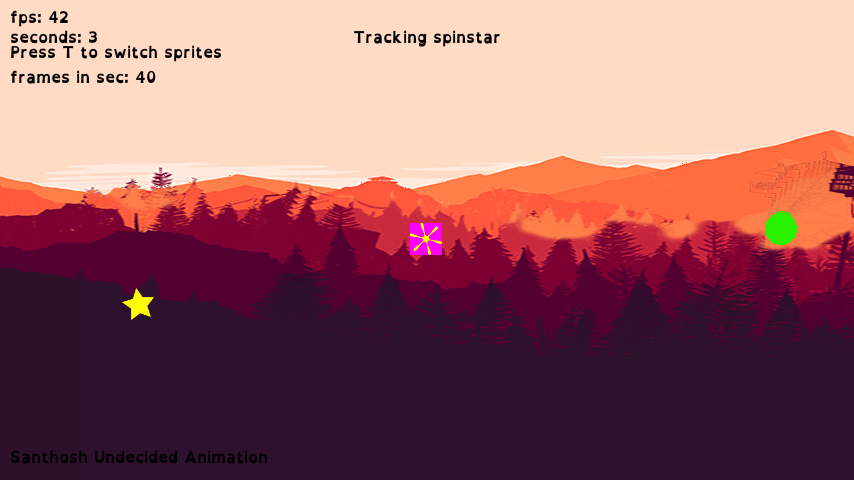 fps: 42
seconds: 3
Tracking spinstar
Press T to switch sprites
frames in sec: 40
Santhosh Undecided Animation